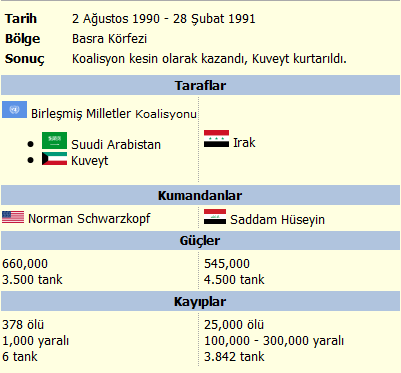 Tarih 2 Ağustos 1990 - 28 Şubat 1991
Bölge Basra Körfezi
Sonuç Koalisyon kesin olarak kazandı, Kuveyt kurtarıldı.
Taraflar
Birleşmiş Milletler Koalisyonu
Suudi Arabistan
Kuveyt
Irak
Kumandanlar
Norman Schwarzkopf Saddam Hüseyin
Güçler
660,000 545,000
3.500 tank 4.500 tank
Kayıplar
378 ölü 25,000 ölü
1,000 yaralı 100,000 - 300,000 yaralı
6 tank 3.842 tank